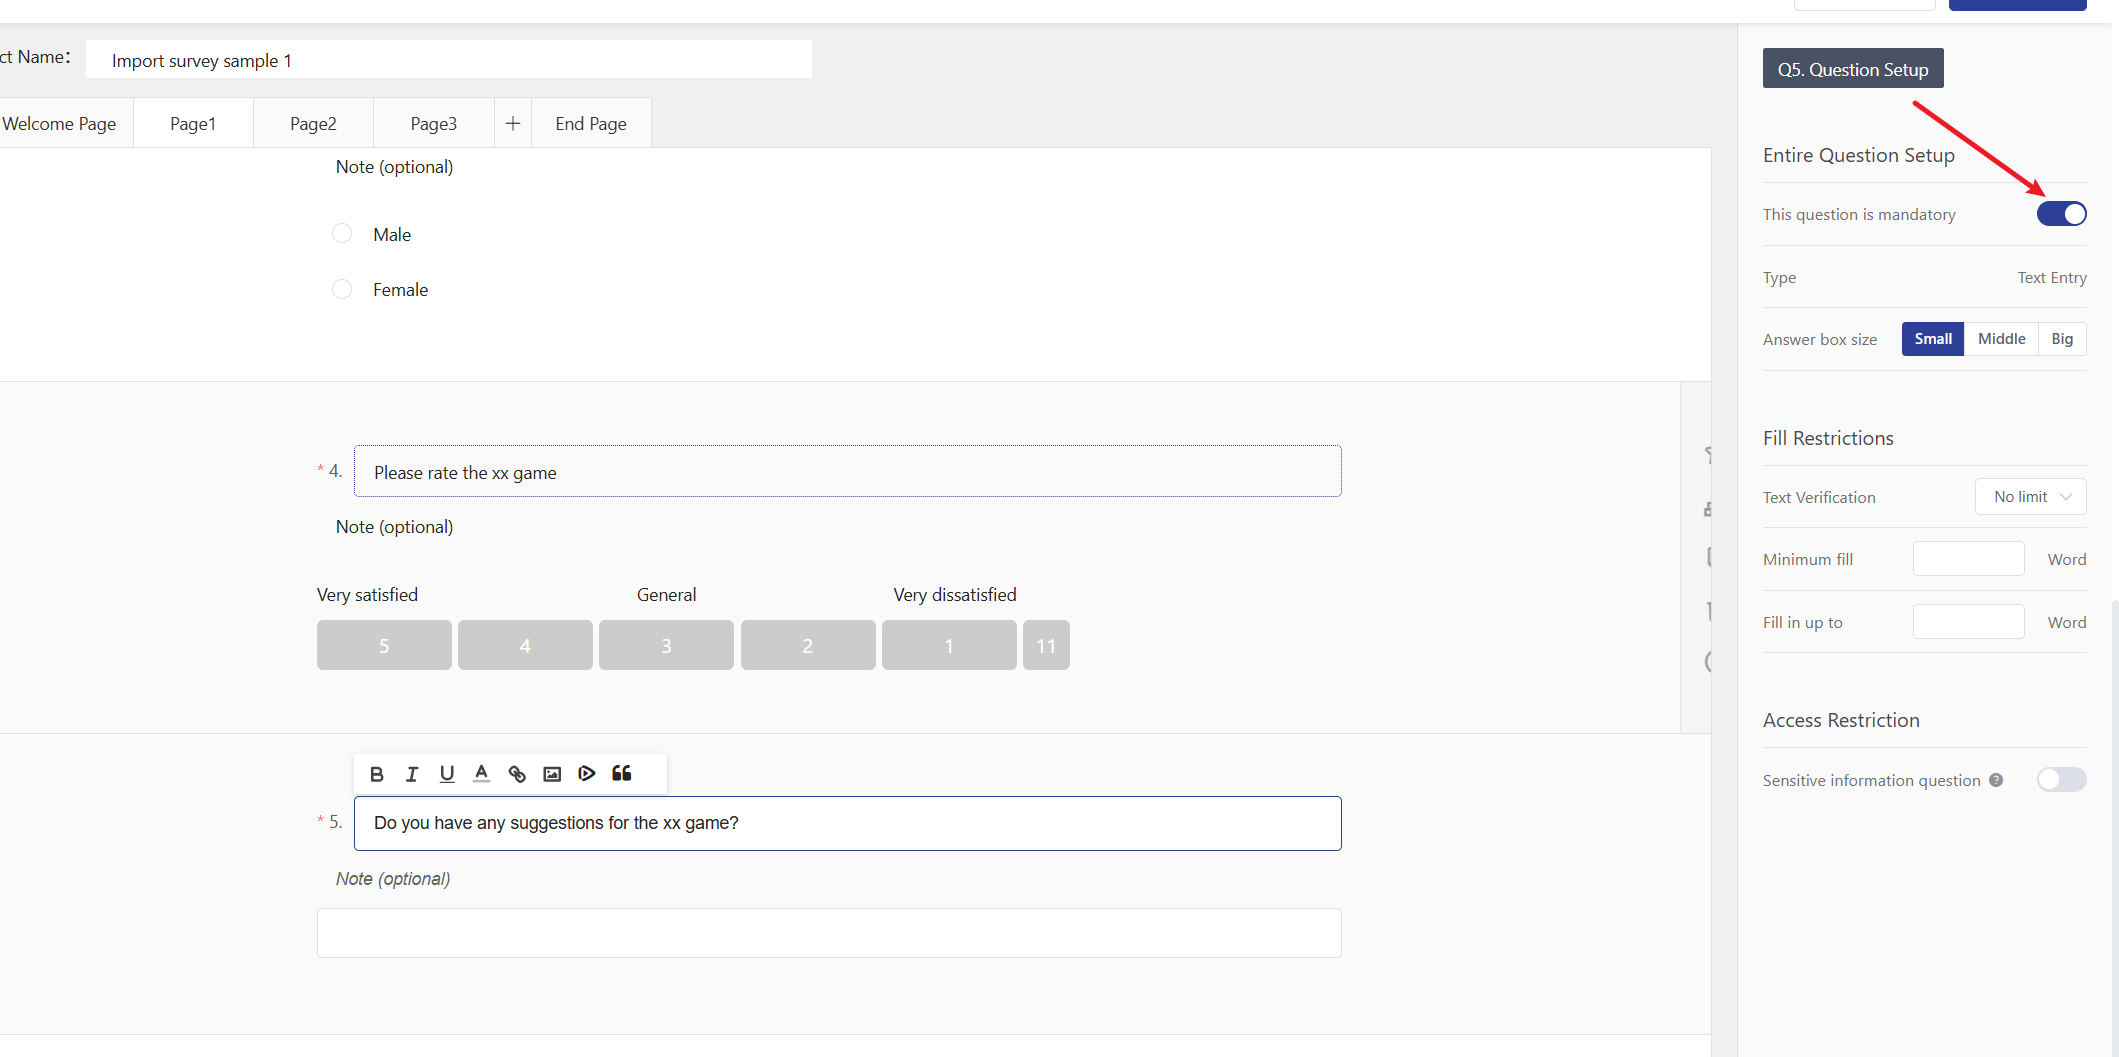 ct Name:
Import survey sample 1
Welcome Page
Page1
Page2
Page3
+
End Page
Note (optional)
Male
Female
* 4.
Please rate the xx game
Note (optional)
Very satisfied
General
Very dissatisfied
5
4
3
2
1
11
B I U A
* 5.
Do you have any suggestions for the xx game?
Note (optional)
Q5. Question Setup
Entire Question Setup
This question is mandatory
Type
Text Entry
Answer box size
Small
Middle
Big
Fill Restrictions
Text Verification
No limit
Minimum fill
Word
Fill in up to
Word
Access Restriction
Sensitive information question ?